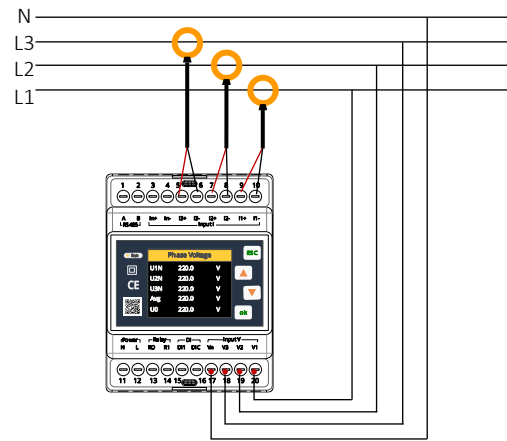 N
L3
L2
L1
1 2 3 4 5 6 7 8 9 10
A B In+ In- I3+ I3- I2+ I2- I1+ I1-
RS485 Input I
Phase Voltage
Run
ESC
U1N 220.0 V
U2N 220.0 V
U3N 220.0 V
Avg 220.0 V
U0 220.0 V
CE
ok
Power Relay DI Input V
N L RO R1 DI1 DIC Vn V3 V2 V1
11 12 13 14 15 16 17 18 19 20